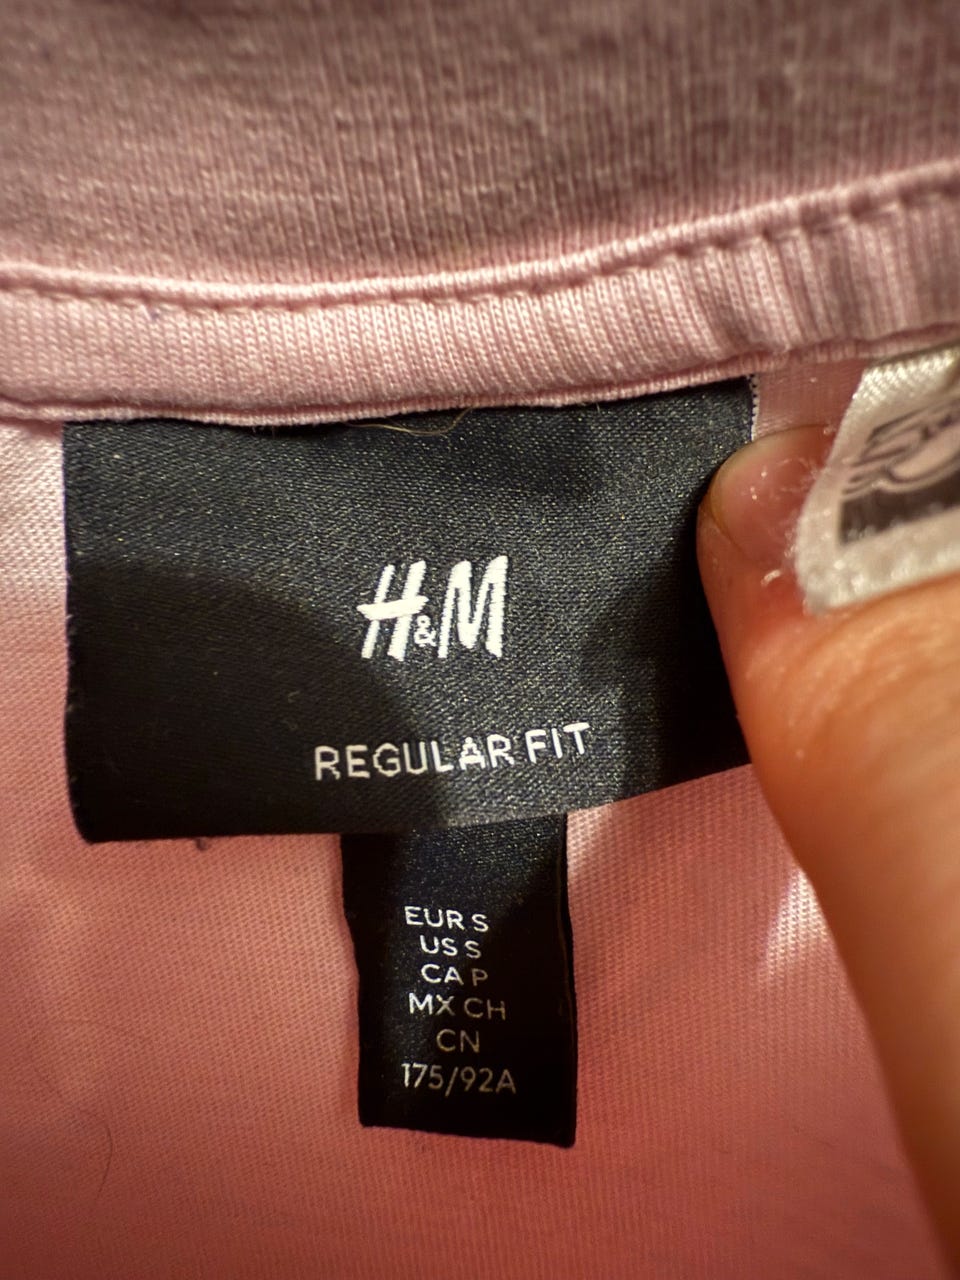 H&M
REGULAR FIT
EUR S
US S
CA P
MX CH
CN
175/92A